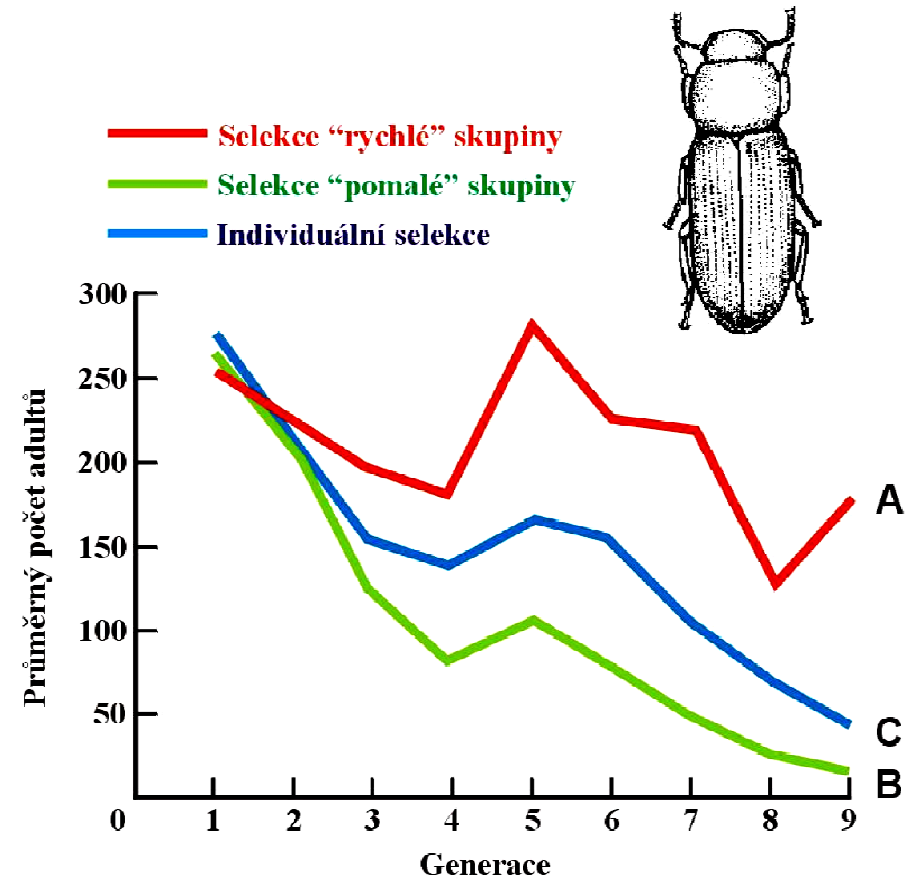 Selekce “rychlé” skupiny
Selekce “pomalé” skupiny
Individuální selekce
300
250
200
150
100
50
0
Průměrný počet adultů
1 2 3 4 5 6 7 8 9
Generace
A
C
B